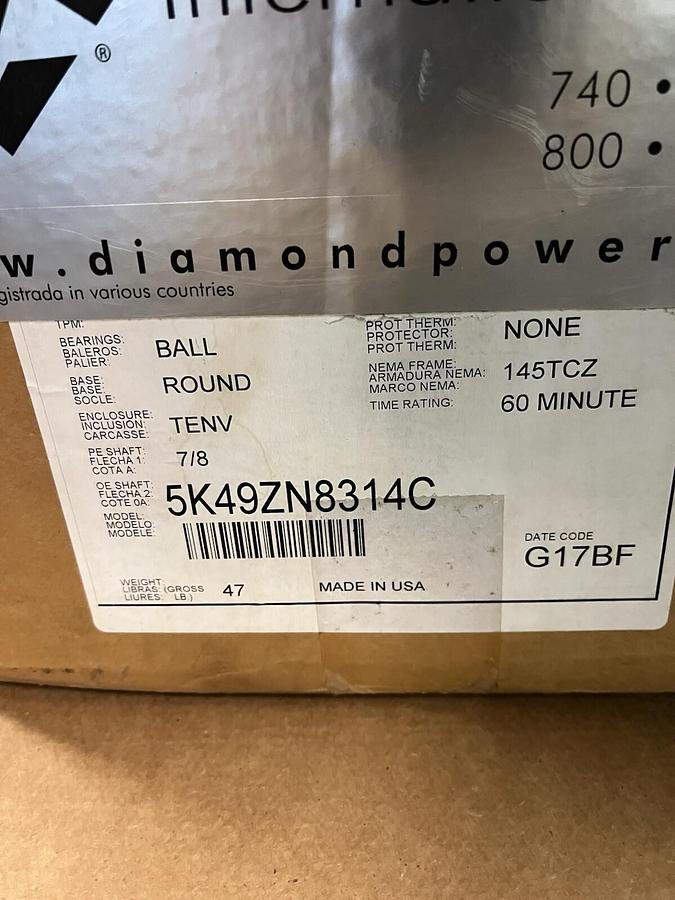 ®
740 •
800 •
w.diamondpower
gistrada in various countries
TPM:
BEARINGS:
BALEROS:
PALIER:
BALL
PROT THERM:
PROTECTOR:
PROT THERM:
NONE
BASE:
BASE:
SOCLE:
ROUND
NEMA FRAME:
ARMADURA NEMA:
MARCO NEMA:
145TCZ
ENCLOSURE:
INCLUSION:
CARCASSE:
TENV
TIME RATING:
60 MINUTE
PE SHAFT:
FLECHA 1:
COTA A:
7/8
OE SHAFT:
FLECHA 2:
COTE 0A:
MODEL:
MODELO:
MODELE:
5K49ZN8314C
DATE CODE
G17BF
WEIGHT:
LIBRAS: (GROSS
LIURES: LB.)
47
MADE IN USA